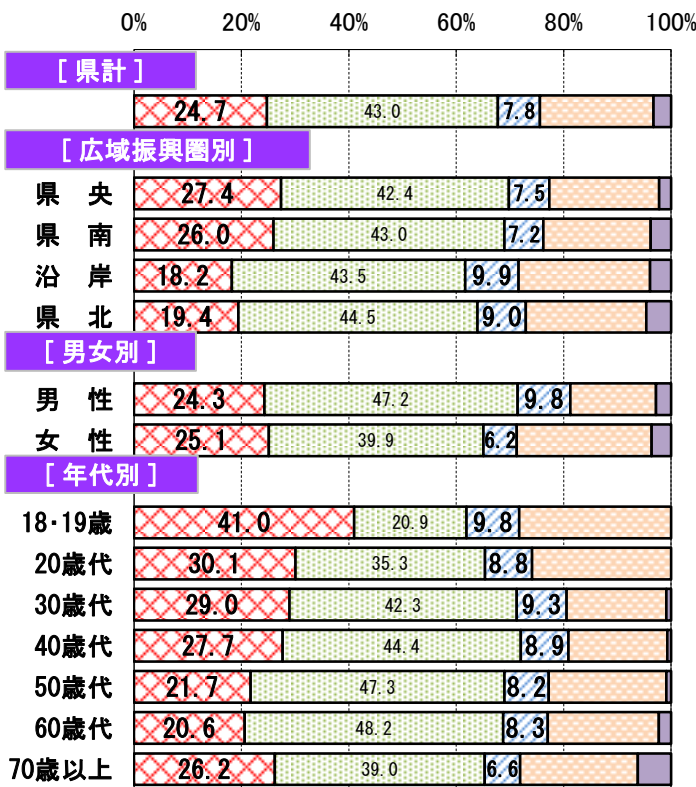 0% 20% 40% 60% 80% 100%
[ 県計 ]
24.7 43.0 7.8
[ 広域振興圏別 ]
県 央 27.4 42.4 7.5
県 南 26.0 43.0 7.2
沿 岸 18.2 43.5 9.9
県 北 19.4 44.5 9.0
[ 男女別 ]
男 性 24.3 47.2 9.8
女 性 25.1 39.9 6.2
[ 年代別 ]
18・19歳 41.0 20.9 9.8
20歳代 30.1 35.3 8.8
30歳代 29.0 42.3 9.3
40歳代 27.7 44.4 8.9
50歳代 21.7 47.3 8.2
60歳代 20.6 48.2 8.3
70歳以上 26.2 39.0 6.6